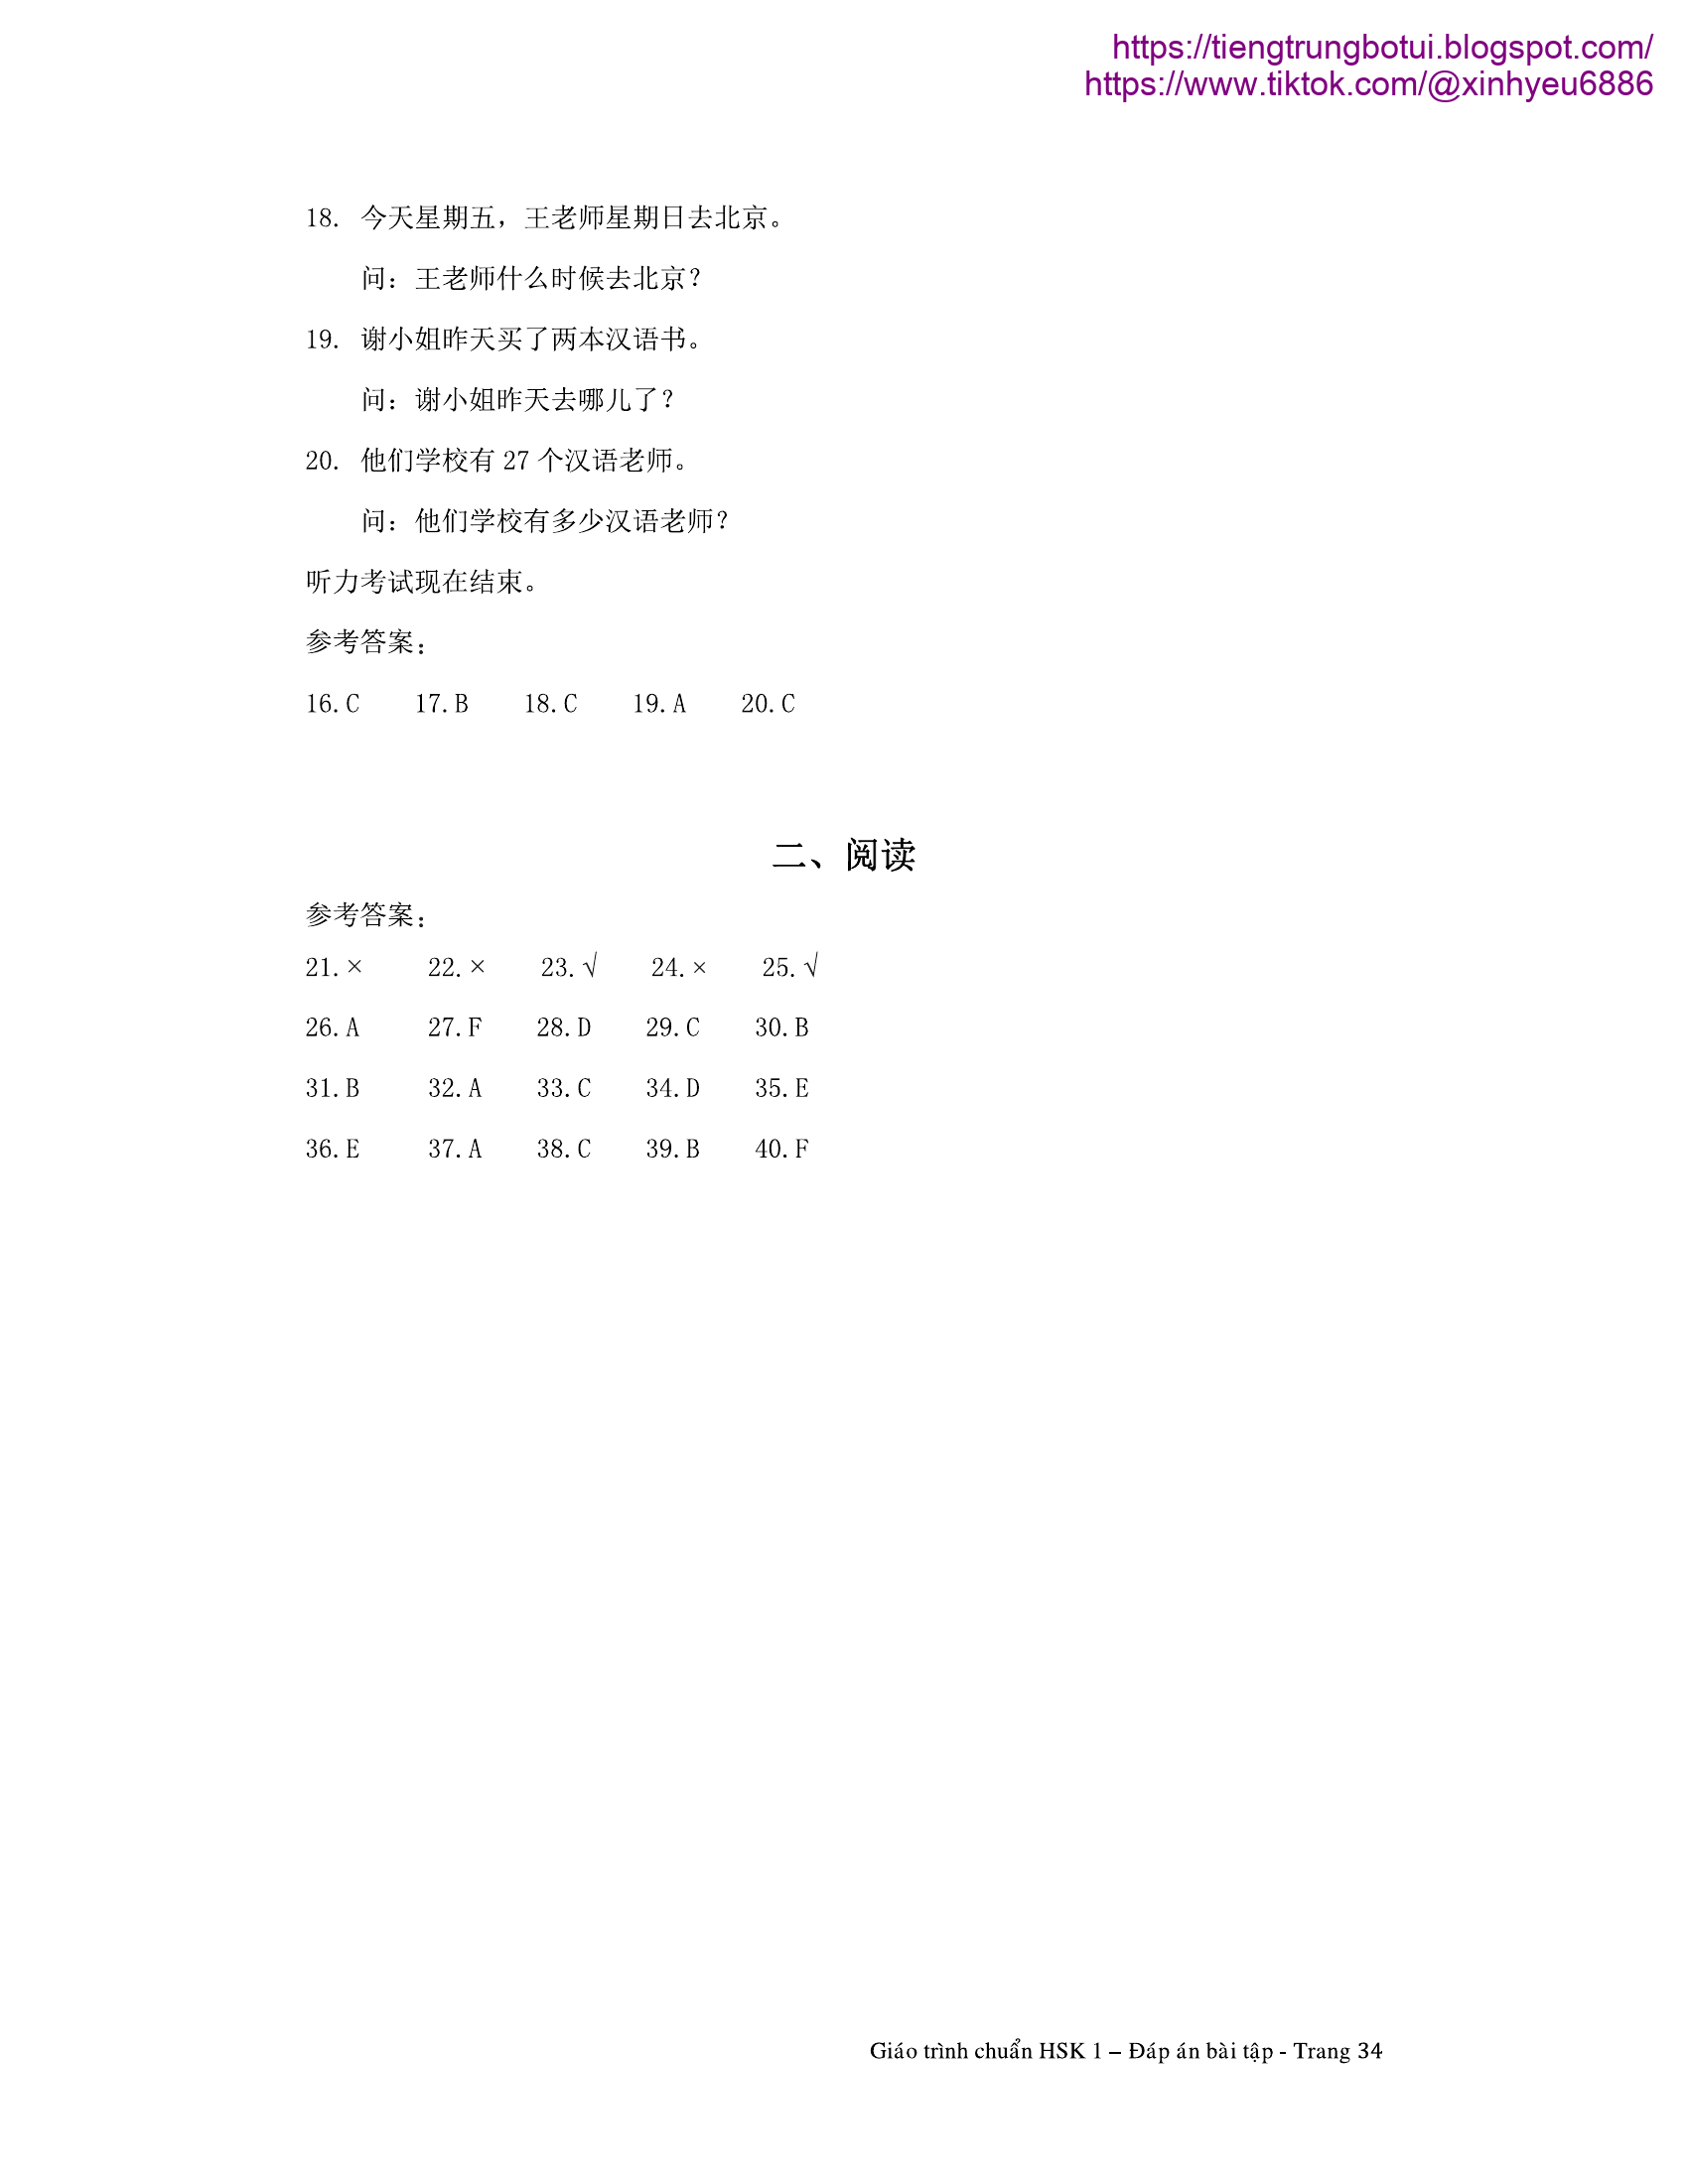 https://tiengtrungbotui.blogspot.com/
https://www.tiktok.com/@xinhyeu6886
18. 今天星期五，王老师星期日去北京。
问：王老师什么时候去北京？
19. 谢小姐昨天买了两本汉语书。
问：谢小姐昨天去哪儿了？
20. 他们学校有 27 个汉语老师。
问：他们学校有多少汉语老师？
听力考试现在结束。
参考答案：
16.C 17.B 18.C 19.A 20.C
二、阅读
参考答案：
21.× 22.× 23.√ 24.× 25.√
26.A 27.F 28.D 29.C 30.B
31.B 32.A 33.C 34.D 35.E
36.E 37.A 38.C 39.B 40.F
Giáo trình chuẩn HSK 1 – Đáp án bài tập - Trang 34